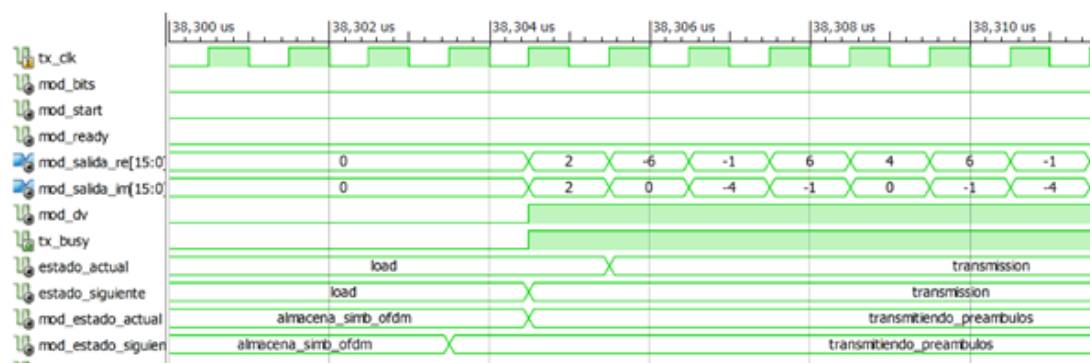 38,300 us 38,302 us 38,304 us 38,306 us 38,308 us 38,310 us
tx_clk
mod_bits
mod_start
mod_ready
mod_salida_re[15:0] 0 2 -6 -1 6 4 6 -1
mod_salida_im[15:0] 0 2 0 -4 -1 0 -1 -4
mod_dv
tx_busy
estado_actual load transmission
estado_siguiente load transmission
mod_estado_actual almacena_simb_ofdm transmitiendo_preambulos
mod_estado_siguien almacena_simb_ofdm transmitiendo_preambulos